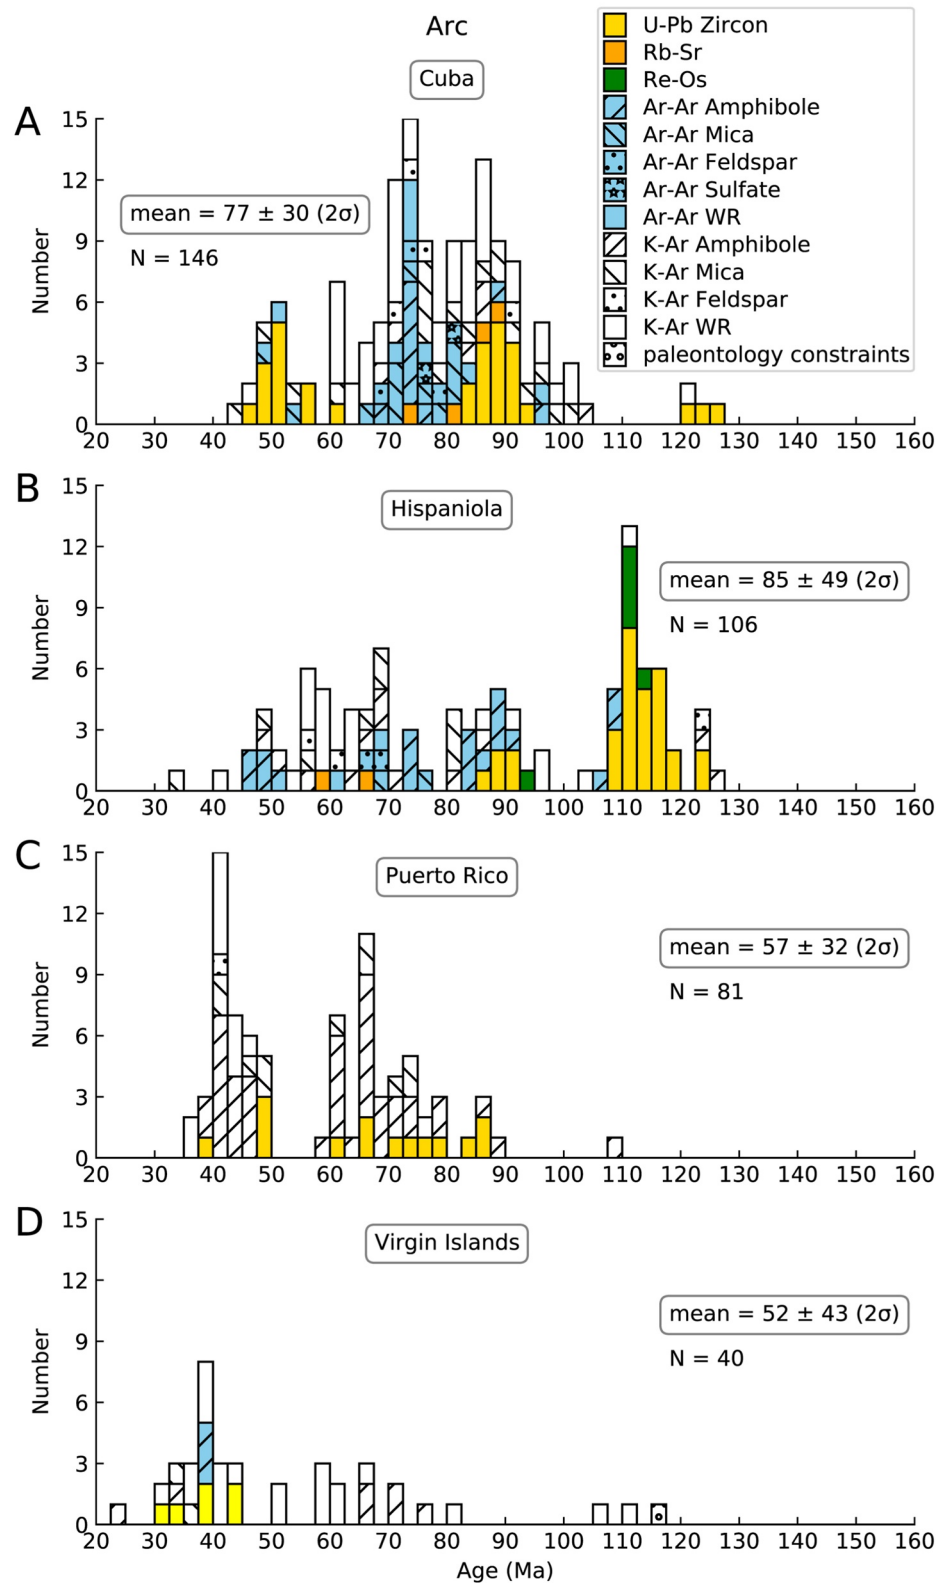 Arc
U-Pb Zircon
Rb-Sr
Re-Os
Ar-Ar Amphibole
Ar-Ar Mica
Ar-Ar Feldspar
Ar-Ar Sulfate
Ar-Ar WR
K-Ar Amphibole
K-Ar Mica
K-Ar Feldspar
K-Ar WR
paleontology constraints
A
Cuba
mean = 77 ± 30 (2σ)
N = 146
Number
15
12
9
6
3
0
20 30 40 50 60 70 80 90 100 110 120 130 140 150 160
B
Hispaniola
mean = 85 ± 49 (2σ)
N = 106
Number
15
12
9
6
3
0
20 30 40 50 60 70 80 90 100 110 120 130 140 150 160
C
Puerto Rico
mean = 57 ± 32 (2σ)
N = 81
Number
15
12
9
6
3
0
20 30 40 50 60 70 80 90 100 110 120 130 140 150 160
D
Virgin Islands
mean = 52 ± 43 (2σ)
N = 40
Number
15
12
9
6
3
0
20 30 40 50 60 70 80 90 100 110 120 130 140 150 160
Age (Ma)